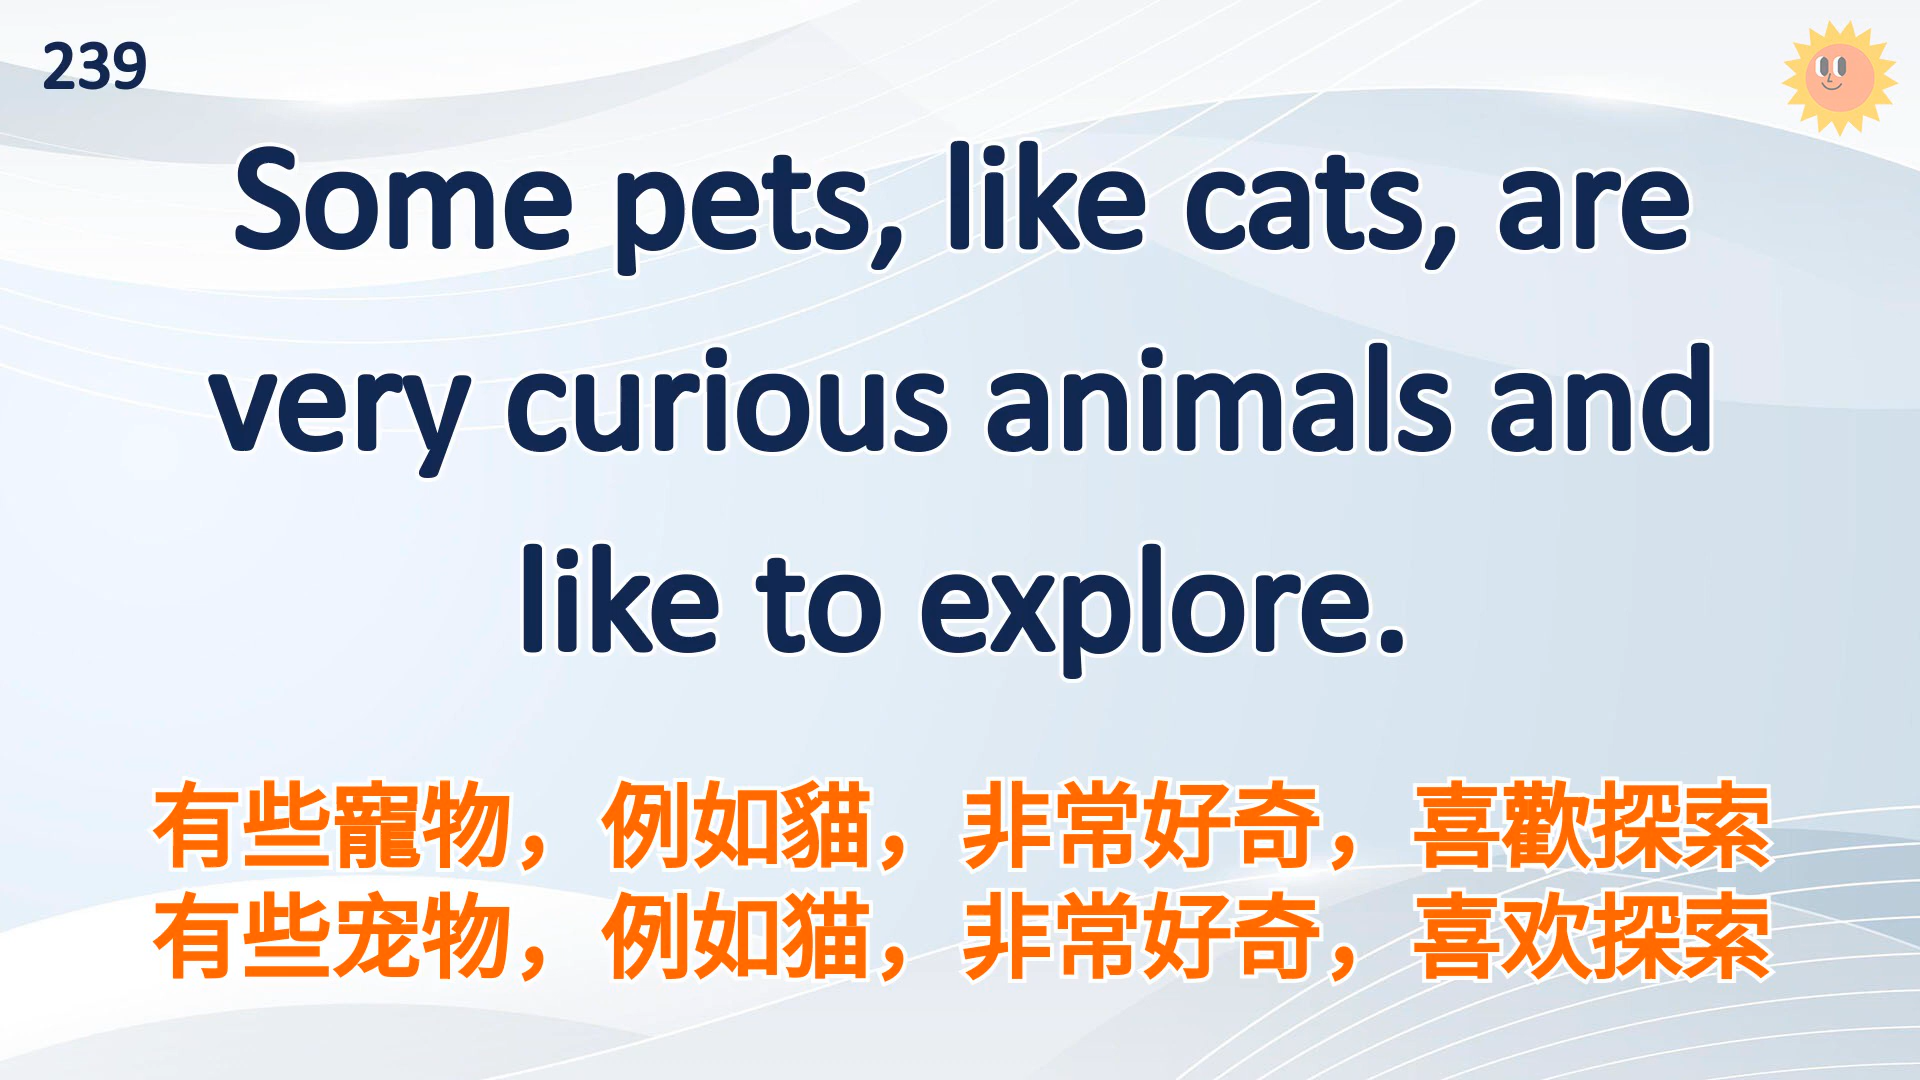 239
Some pets, like cats, are
very curious animals and
like to explore.
有些寵物，例如貓，非常好奇，喜歡探索
有些宠物，例如猫，非常好奇，喜欢探索